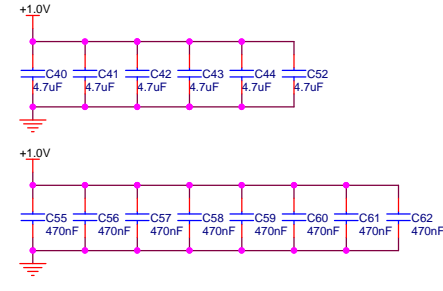 +1.0V
C40 C41 C42 C43 C44 C52
4.7uF 4.7uF 4.7uF 4.7uF 4.7uF 4.7uF
+1.0V
C55 C56 C57 C58 C59 C60 C61 C62
470nF 470nF 470nF 470nF 470nF 470nF 470nF 470nF